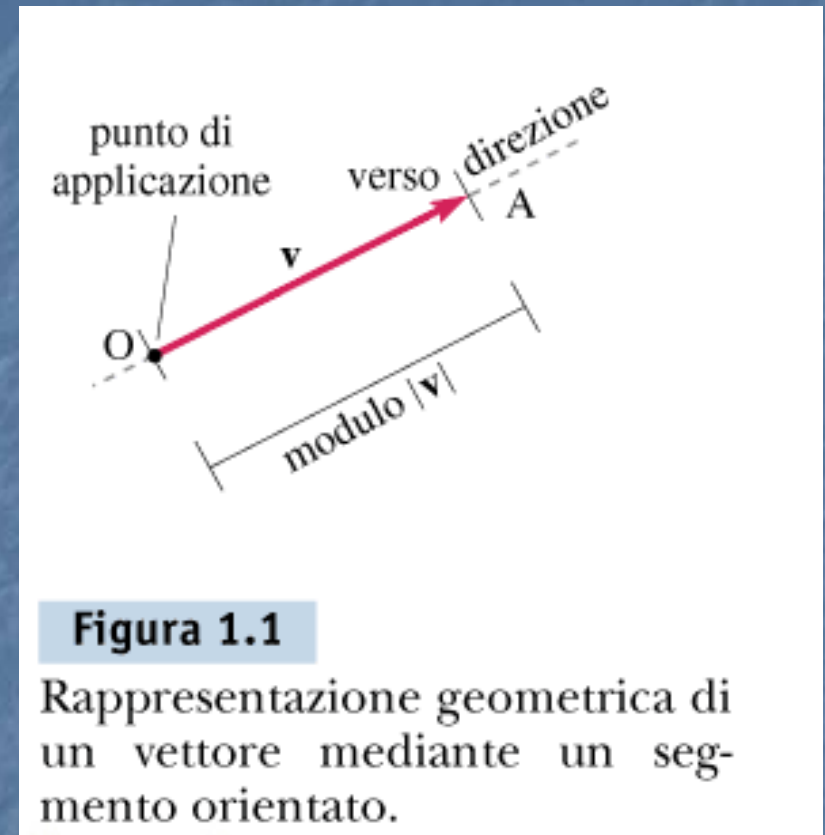 punto di
applicazione
verso
direzione
A
v
O
modulo |v|
Figura 1.1
Rappresentazione geometrica di
un vettore mediante un seg-
mento orientato.